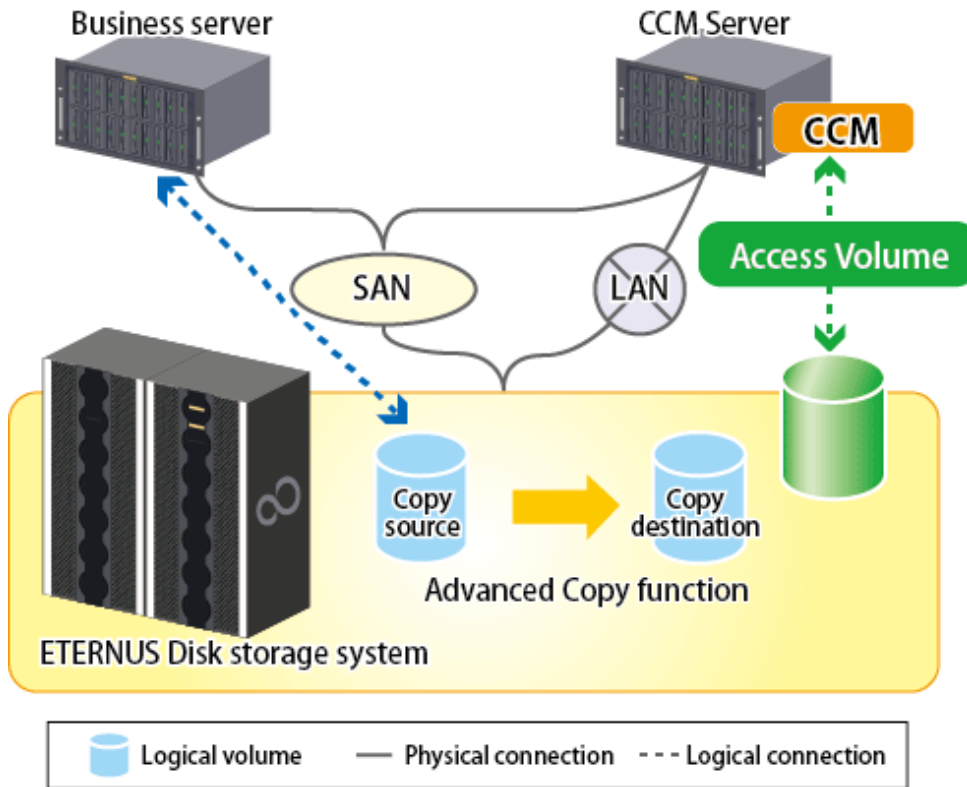 Business server
CCM Server
CCM
Access Volume
SAN
LAN
Copy
source
Copy
destination
Advanced Copy function
ETERNUS Disk storage system
Logical volume
Physical connection
Logical connection